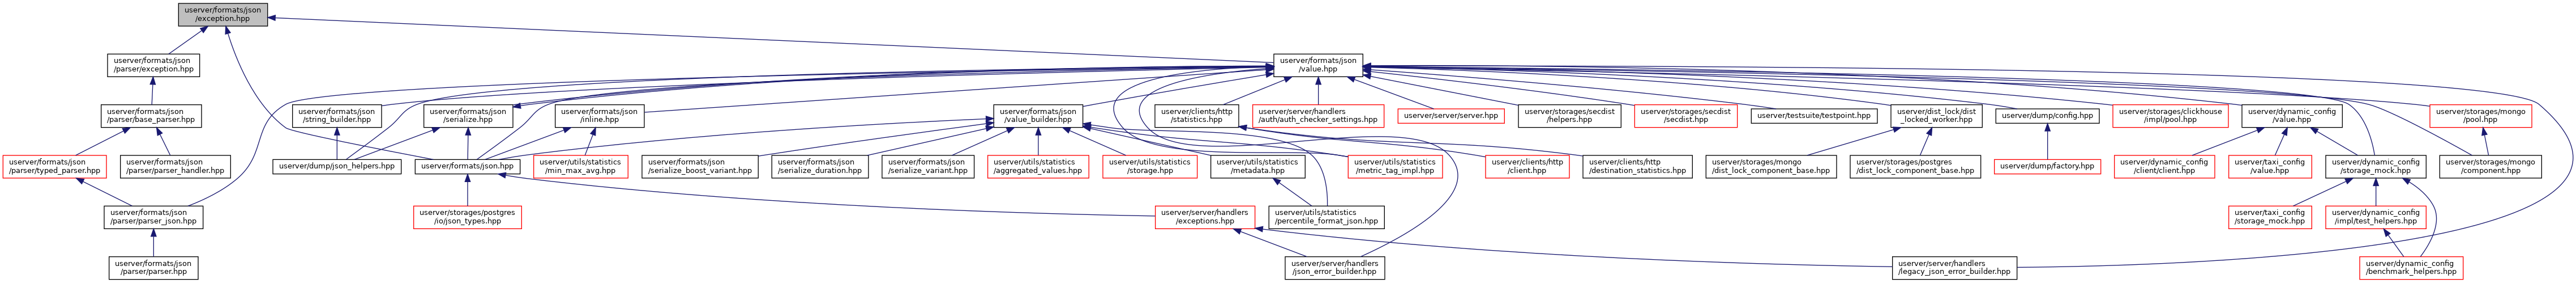 userver/formats/json
/exception.hpp
userver/formats/json
/parser/exception.hpp
userver/formats/json
/value.hpp
userver/formats/json
/parser/base_parser.hpp
userver/formats/json
/string_builder.hpp
userver/formats/json
/serialize.hpp
userver/formats/json
/inline.hpp
userver/formats/json
/value_builder.hpp
userver/clients/http
/statistics.hpp
userver/server/handlers
/auth/auth_checker_settings.hpp
userver/server/server.hpp
userver/storages/secdist
/helpers.hpp
userver/storages/secdist
/secdist.hpp
userver/testsuite/testpoint.hpp
userver/dist_lock/dist
_locked_worker.hpp
userver/dump/config.hpp
userver/storages/clickhouse
/impl/pool.hpp
userver/dynamic_config
/value.hpp
userver/storages/mongo
/pool.hpp
userver/formats/json
/parser/typed_parser.hpp
userver/formats/json
/parser/parser_handler.hpp
userver/dump/json_helpers.hpp
userver/formats/json.hpp
userver/utils/statistics
/min_max_avg.hpp
userver/formats/json
/serialize_boost_variant.hpp
userver/formats/json
/serialize_duration.hpp
userver/formats/json
/serialize_variant.hpp
userver/utils/statistics
/aggregated_values.hpp
userver/utils/statistics
/storage.hpp
userver/utils/statistics
/metadata.hpp
userver/utils/statistics
/metric_tag_impl.hpp
userver/clients/http
/client.hpp
userver/clients/http
/destination_statistics.hpp
userver/storages/mongo
/dist_lock_component_base.hpp
userver/storages/postgres
/dist_lock_component_base.hpp
userver/dump/factory.hpp
userver/dynamic_config
/client/client.hpp
userver/taxi_config
/value.hpp
userver/dynamic_config
/storage_mock.hpp
userver/storages/mongo
/component.hpp
userver/formats/json
/parser/parser_json.hpp
userver/storages/postgres
/io/json_types.hpp
userver/server/handlers
/exceptions.hpp
userver/utils/statistics
/percentile_format_json.hpp
userver/taxi_config
/storage_mock.hpp
userver/dynamic_config
/impl/test_helpers.hpp
userver/formats/json
/parser/parser.hpp
userver/server/handlers
/json_error_builder.hpp
userver/server/handlers
/legacy_json_error_builder.hpp
userver/dynamic_config
/benchmark_helpers.hpp